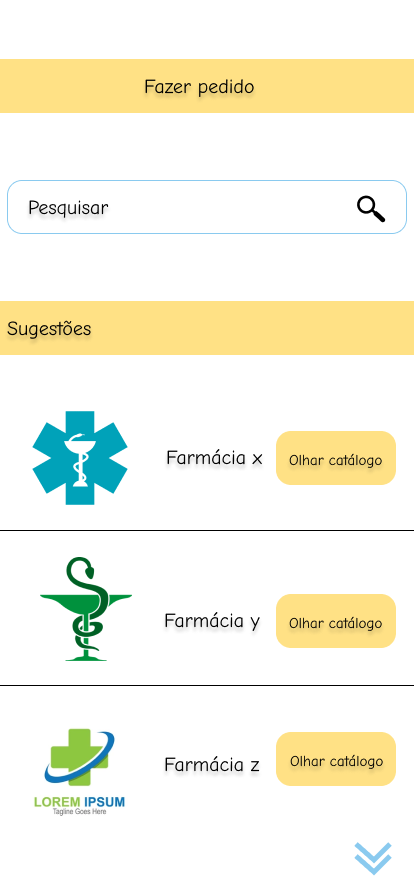 Fazer pedido
Pesquisar
Sugestões
Farmácia x
Olhar catálogo
Farmácia y
Olhar catálogo
Farmácia z
Olhar catálogo
LOREM IPSUM
Tagline Goes Here